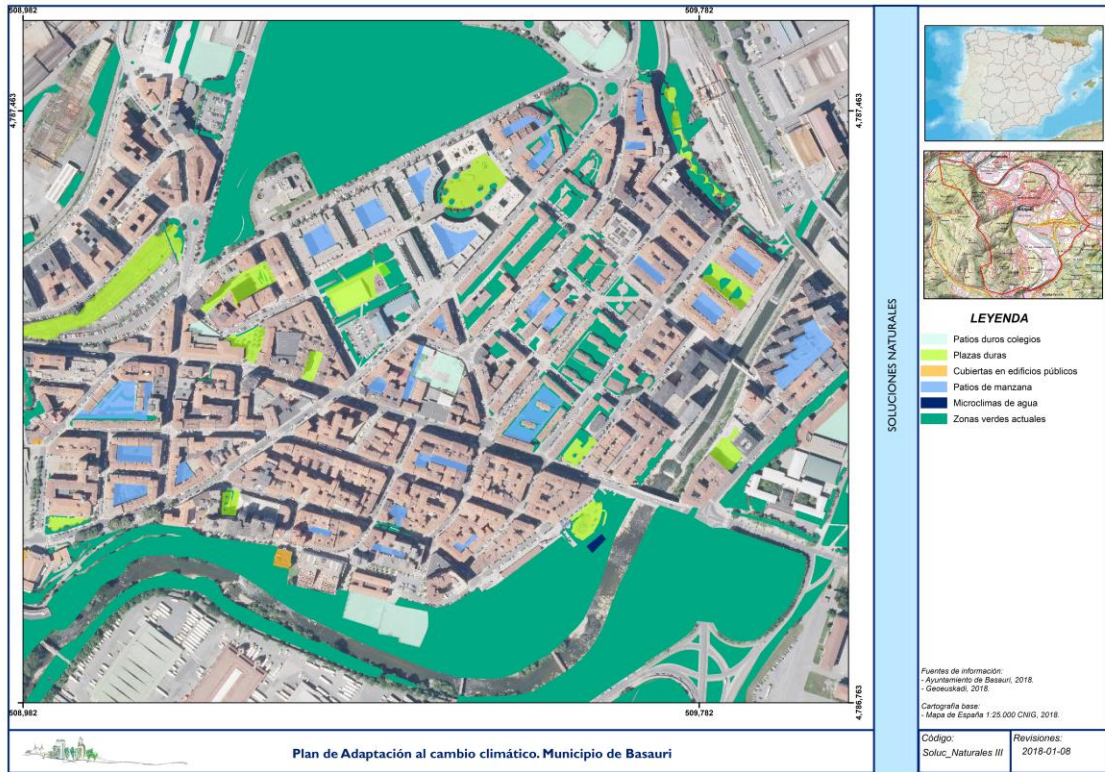 508,982
509,782
4,787,463
4,787,463
SOLUCIONES NATURALES
LEYENDA
Patios duros colegios
Plazas duras
Cubiertas en edificios públicos
Patios de manzana
Microclimas de agua
Zonas verdes actuales
Fuentes de información:
- Ayuntamiento de Basauri, 2018.
- Geoeuskadi, 2018.
Cartografía base:
- Mapa de España 1:25.000 CNIG, 2018.
4,786,763
508,982
509,782
Plan de Adaptación al cambio climático. Municipio de Basauri
Código:
Soluc_Naturales III
Revisiones:
2018-01-08